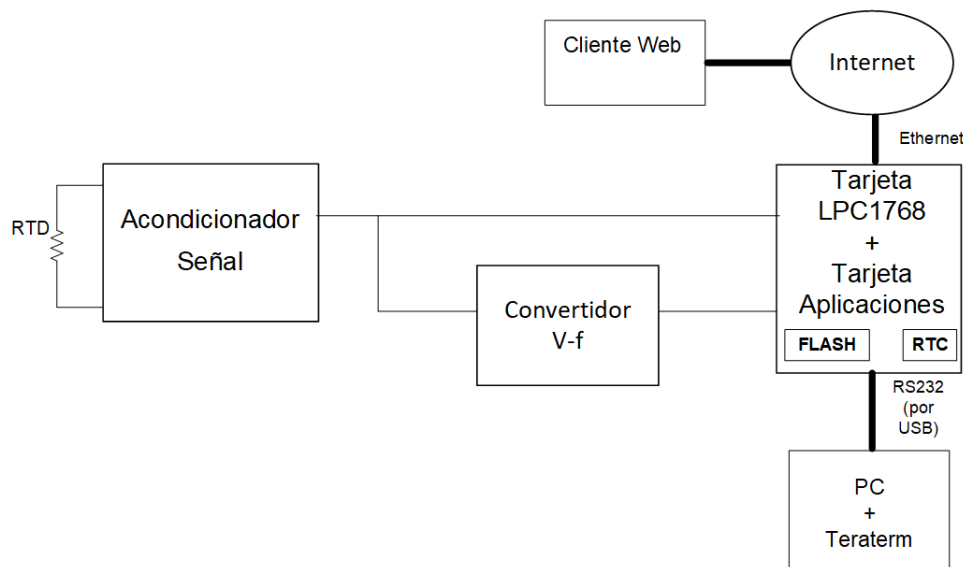 Cliente Web
Internet
Ethernet
RTD
Acondicionador
Señal
Tarjeta
LPC1768
+
Tarjeta
Aplicaciones
FLASH
RTC
Convertidor
V-f
RS232
(por
USB)
PC
+
Teraterm